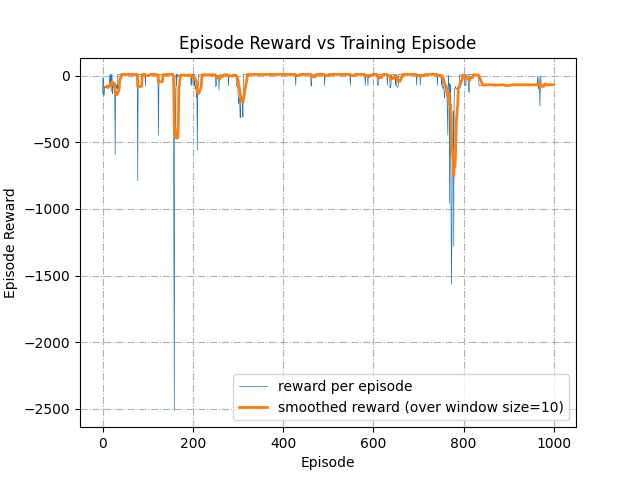 Episode Reward vs Training Episode
Episode Reward
0
−500
−1000
−1500
−2000
−2500
reward per episode
smoothed reward (over window size=10)
0
200
400
600
800
1000
Episode